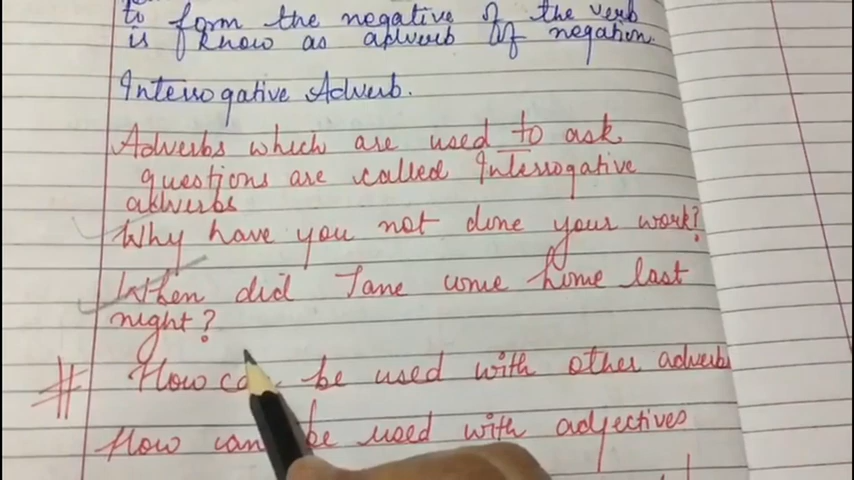 to form the negative of the verb
is know as adverb of negation.
Interrogative Adverb.
Adverbs which are used to ask
questions are called Interrogative
adverbs
Why have you not done your work?
When did Jane come home last
night?
# How can be used with other adverb
How can be used with adjectives